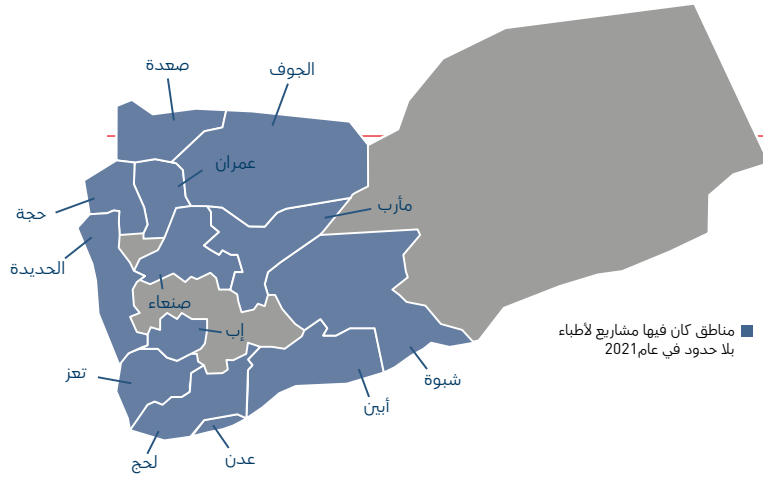 صعدة
الجوف
عمران
مأرب
حجة
الحديدة
صنعاء
إب
مناطق كان فيها مشاريع لأطباء
بلا حدود في عام2021
تعز
شبوة
أبين
عدن
لحج